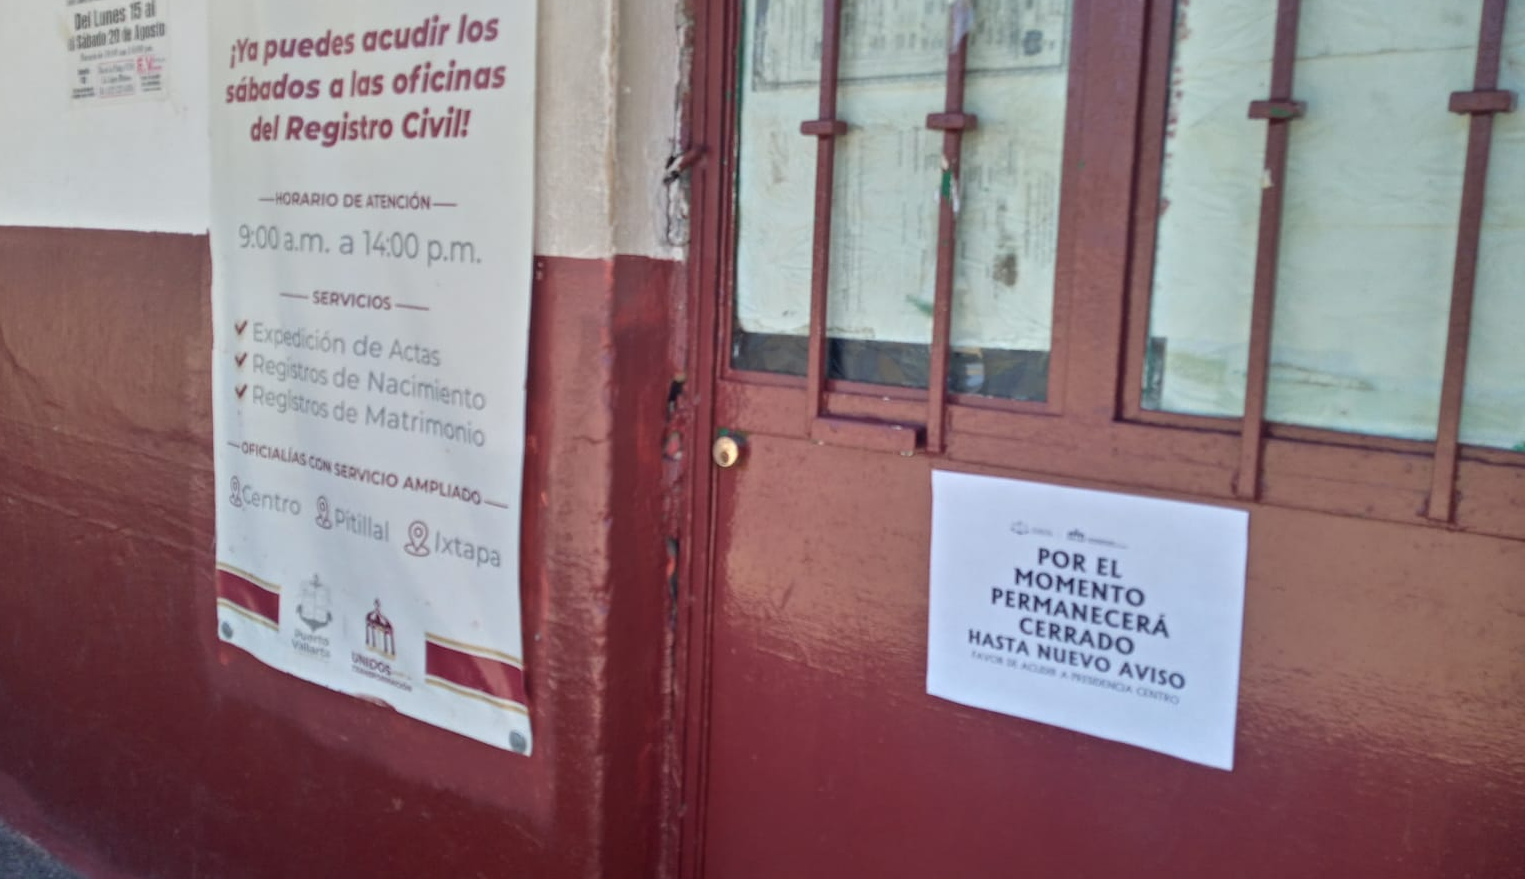 Del Lunes 15 al
Sábado 20 de Agosto
¡Ya puedes acudir los
sábados a las oficinas
del Registro Civil!
HORARIO DE ATENCIÓN
9:00 a.m. a 14:00 p.m.
SERVICIOS
Expedición de Actas
Registros de Nacimiento
Registros de Matrimonio
OFICIALÍAS CON SERVICIO AMPLIADO
Centro Pitillal Ixtapa
Puerto
Vallarta
UNIDOS
TRANSFORMACIÓN
POR EL
MOMENTO
PERMANECERÁ
CERRADO
HASTA NUEVO AVISO
FAVOR DE ACUDIR A PRESIDENCIA CENTRO